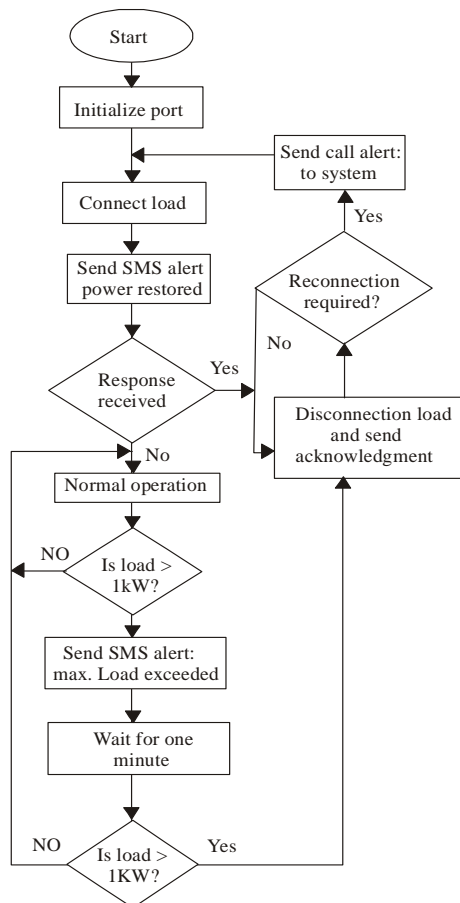 Start
Initialize port
Send call alert:
to system
Connect load
Yes
Send SMS alert
power restored
Reconnection
required?
No
Yes
Response
received
Disconnection load
and send
acknowledgment
No
Normal operation
NO
Is load >
1kW?
Send SMS alert:
max. Load exceeded
Wait for one
minute
NO
Yes
Is load >
1KW?